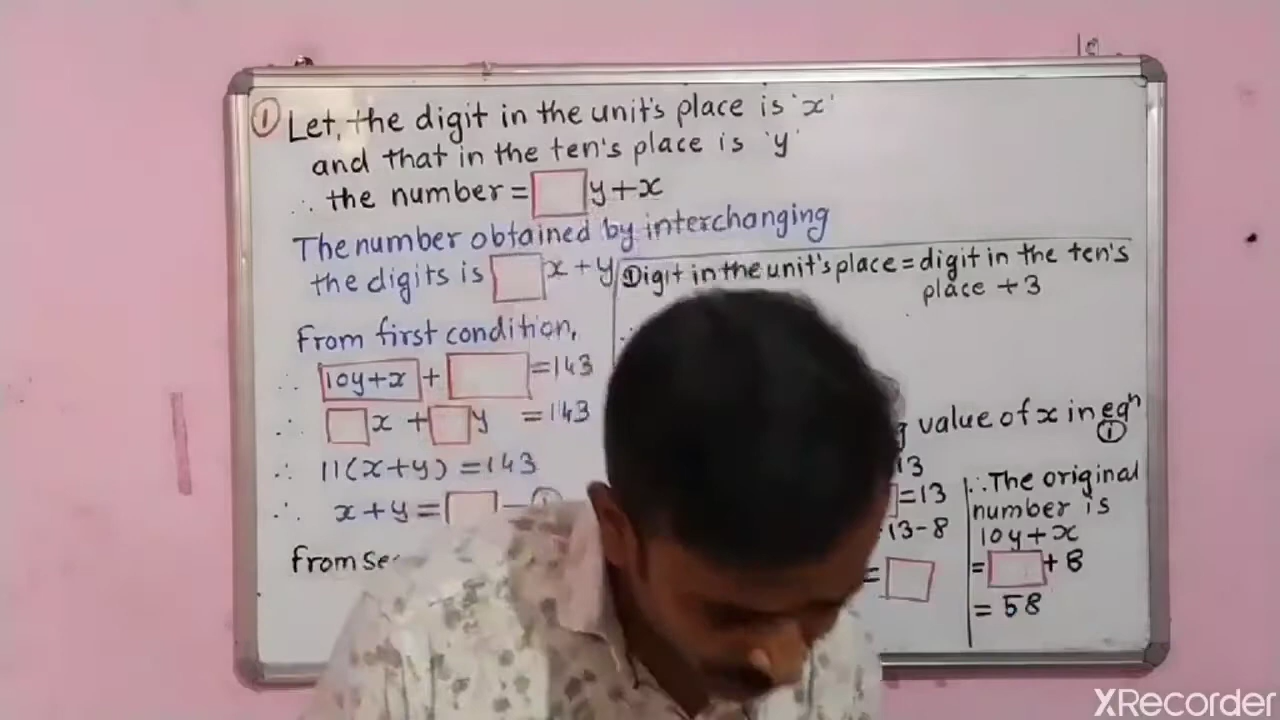 ① Let, the digit in the unit's place is 'x'
and that in the ten's place is 'y'
∴ the number = □ y + x
The number obtained by interchanging
the digits is □ x + y
From first condition,
∴ 10y+x + □ = 143
∴ □ x + □ y = 143
∴ 11(x+y) = 143
∴ x + y = □ — ①
from
Digit in the unit's place = digit in the ten's
place + 3
value of x in eqⁿ
①
13
□ = 13
13 - 8
= □
∴ The original
number is
10y + x
= □ + 8
= 58
XRecorder